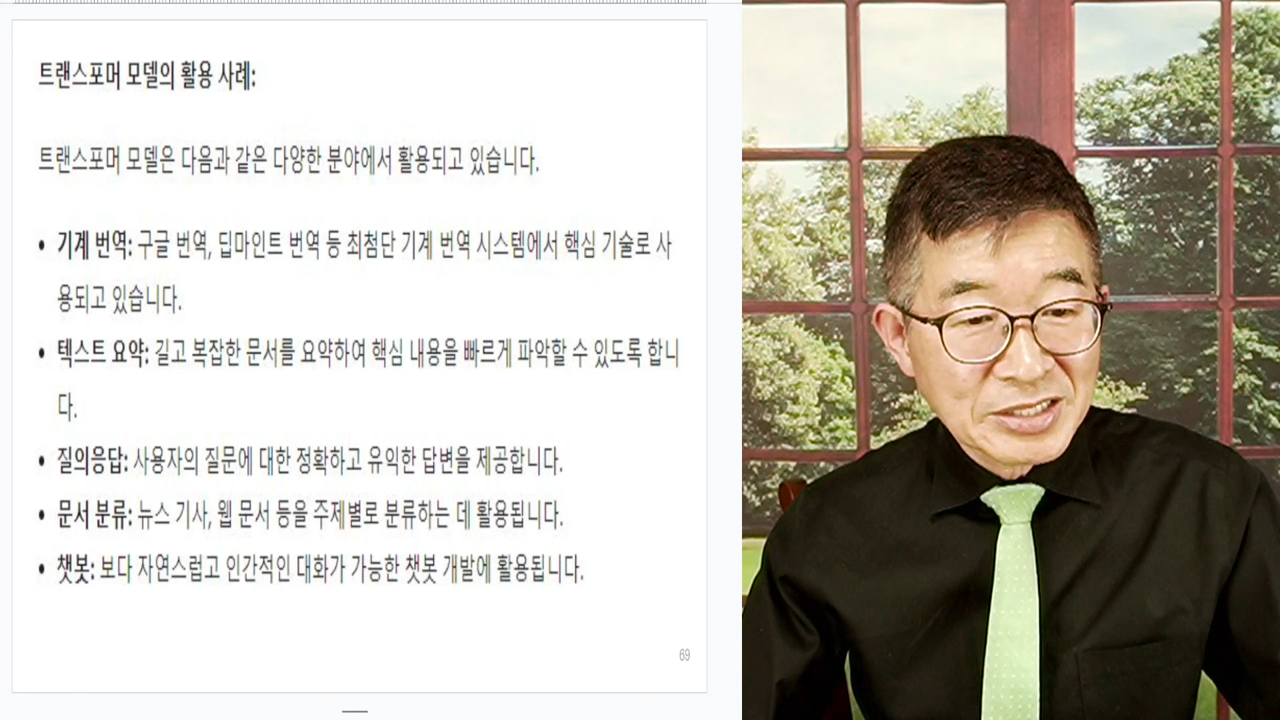 트랜스포머 모델의 활용 사례:
트랜스포머 모델은 다음과 같은 다양한 분야에서 활용되고 있습니다.
• 기계 번역: 구글 번역, 딥마인트 번역 등 최첨단 기계 번역 시스템에서 핵심 기술로 사
용되고 있습니다.
• 텍스트 요약: 길고 복잡한 문서를 요약하여 핵심 내용을 빠르게 파악할 수 있도록 합니
다.
• 질의응답: 사용자의 질문에 대한 정확하고 유익한 답변을 제공합니다.
• 문서 분류: 뉴스 기사, 웹 문서 등을 주제별로 분류하는 데 활용됩니다.
• 챗봇: 보다 자연스럽고 인간적인 대화가 가능한 챗봇 개발에 활용됩니다.
69